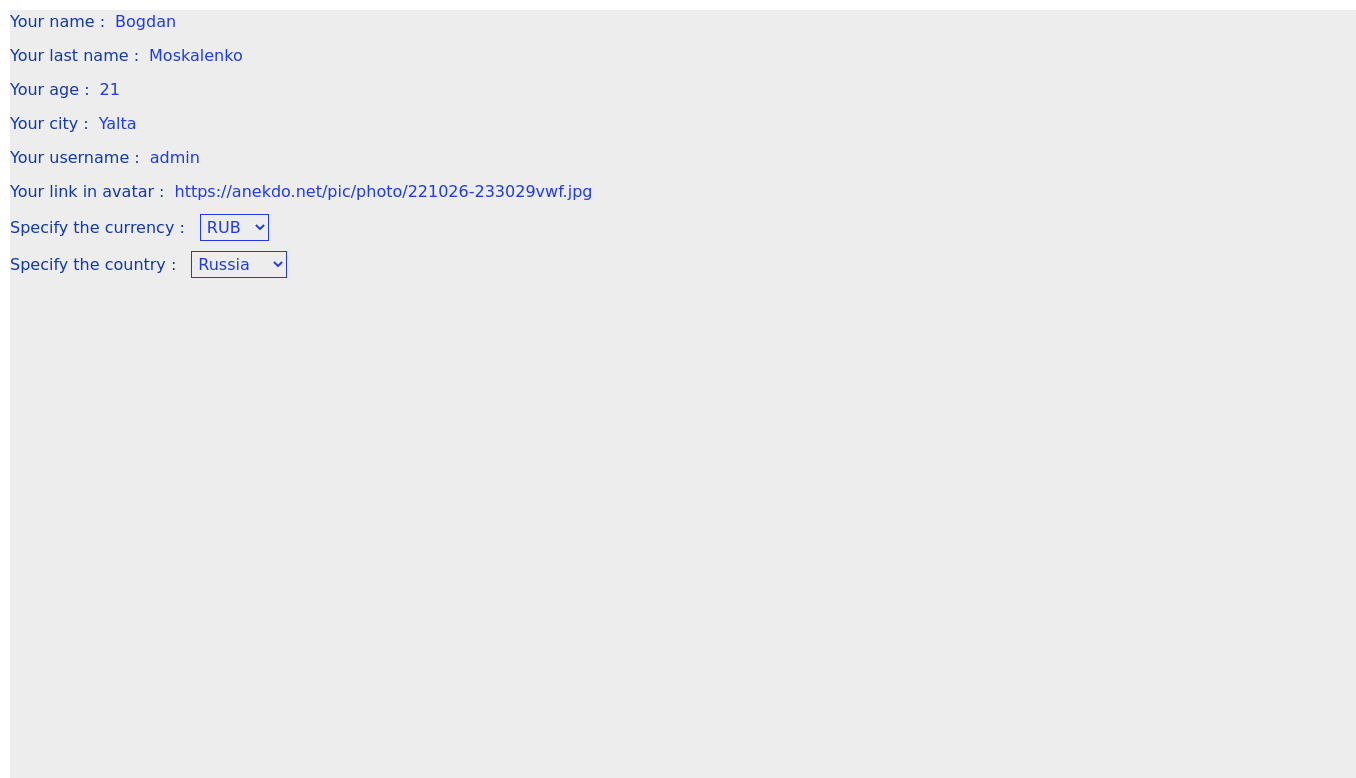 Your name : Bogdan
Your last name : Moskalenko
Your age : 21
Your city : Yalta
Your username : admin
Your link in avatar : https://anekdo.net/pic/photo/221026-233029vwf.jpg
Specify the currency : RUB
Specify the country : Russia